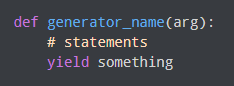 def generator_name(arg):
    # statements
    yield something